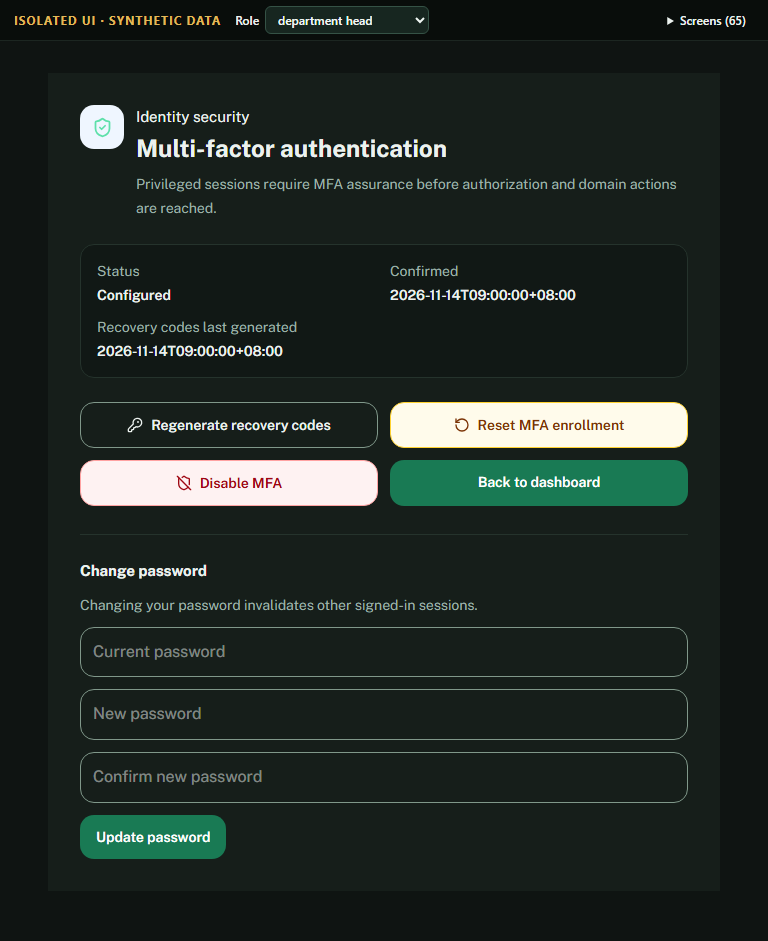 ISOLATED UI · SYNTHETIC DATA Role department head ▶ Screens (65)
Identity security
Multi-factor authentication
Privileged sessions require MFA assurance before authorization and domain actions
are reached.
Status Confirmed
Configured 2026-11-14T09:00:00+08:00
Recovery codes last generated
2026-11-14T09:00:00+08:00
Regenerate recovery codes Reset MFA enrollment
Disable MFA Back to dashboard
Change password
Changing your password invalidates other signed-in sessions.
Current password
New password
Confirm new password
Update password